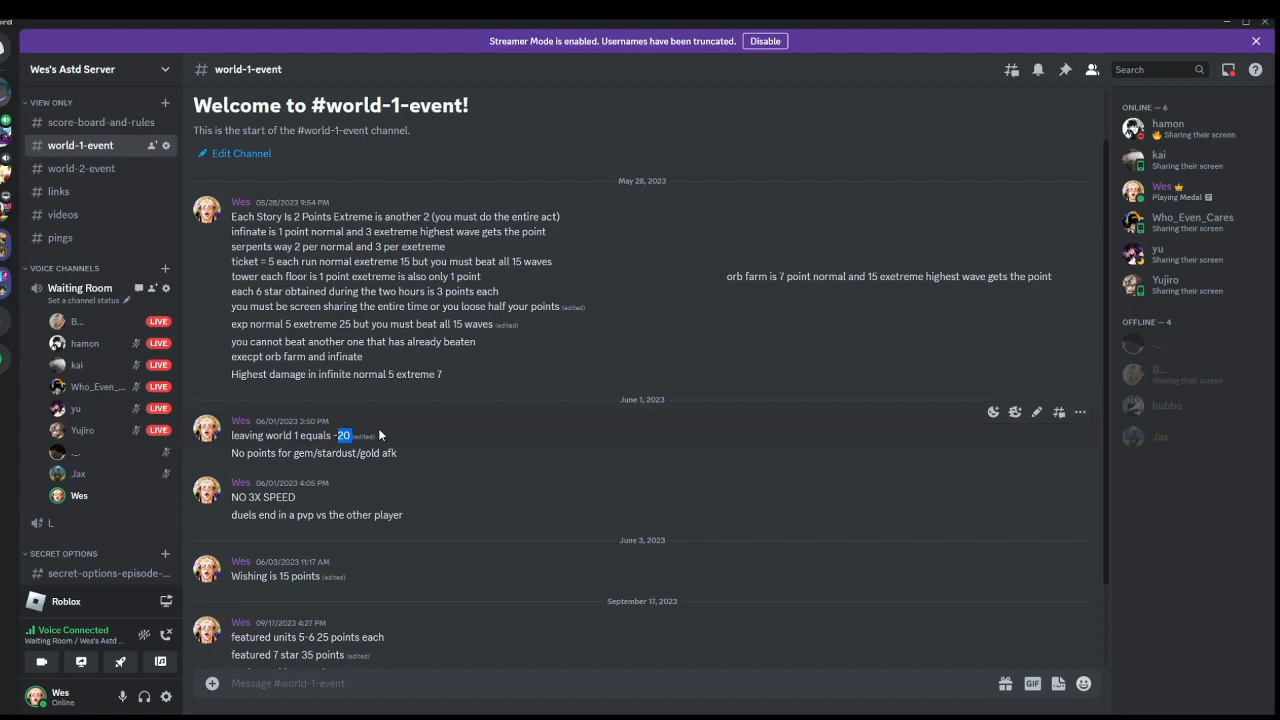 ord
Streamer Mode is enabled. Usernames have been truncated.
Disable
Wes's Astd Server
# world-1-event
Search
VIEW ONLY
# score-board-and-rules
# world-1-event
# world-2-event
# links
# videos
# pings
VOICE CHANNELS
Waiting Room
Set a channel status
B...
LIVE
hamon
LIVE
kai
LIVE
Who_Even_...
LIVE
yu
LIVE
Yujiro
LIVE
._.
Jax
Wes
L
SECRET OPTIONS
# secret-options-episode-...
Roblox
Voice Connected
Waiting Room / Wes's Astd ...
Wes
Online
Welcome to #world-1-event!
This is the start of the #world-1-event channel.
Edit Channel
May 28, 2023
Wes 05/28/2023 9:54 PM
Each Story Is 2 Points Extreme is another 2 (you must do the entire act)
infinate is 1 point normal and 3 exetreme highest wave gets the point
serpents way 2 per normal and 3 per exetreme
ticket = 5 each run normal exetreme 15 but you must beat all 15 waves
tower each floor is 1 point exetreme is also only 1 point
orb farm is 7 point normal and 15 exetreme highest wave gets the point
each 6 star obtained during the two hours is 3 points each
you must be screen sharing the entire time or you loose half your points (edited)
exp normal 5 exetreme 25 but you must beat all 15 waves (edited)
you cannot beat another one that has already beaten
execpt orb farm and infinate
Highest damage in infinite normal 5 extreme 7
June 1, 2023
Wes 06/01/2023 3:50 PM
leaving world 1 equals -20 (edited)
No points for gem/stardust/gold afk
Wes 06/01/2023 4:05 PM
NO 3X SPEED
duels end in a pvp vs the other player
June 3, 2023
Wes 06/03/2023 11:17 AM
Wishing is 15 points (edited)
September 17, 2023
Wes 09/17/2023 4:27 PM
featured units 5-6 25 points each
featured 7 star 35 points (edited)
Message #world-1-event
GIF
ONLINE — 6
hamon
Sharing their screen
kai
Sharing their screen
Wes
Playing Medal
Who_Even_Cares
Sharing their screen
yu
Sharing their screen
Yujiro
Sharing their screen
OFFLINE — 4
._.
B...
Sharing their screen
bubbo
Jax